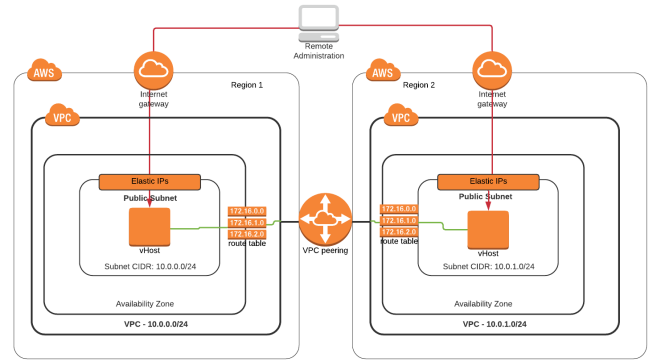 Remote
Administration
AWS
Internet
gateway
Region 1
VPC
Elastic IPs
Public Subnet
vHost
172.16.0.0
172.16.1.0
172.16.2.0
route table
Subnet CIDR: 10.0.0.0/24
Availability Zone
VPC - 10.0.0.0/24
VPC peering
AWS
Region 2
Internet
gateway
VPC
Elastic IPs
Public Subnet
172.16.0.0
172.16.1.0
172.16.2.0
route table
vHost
Subnet CIDR: 10.0.1.0/24
Availability Zone
VPC - 10.0.1.0/24